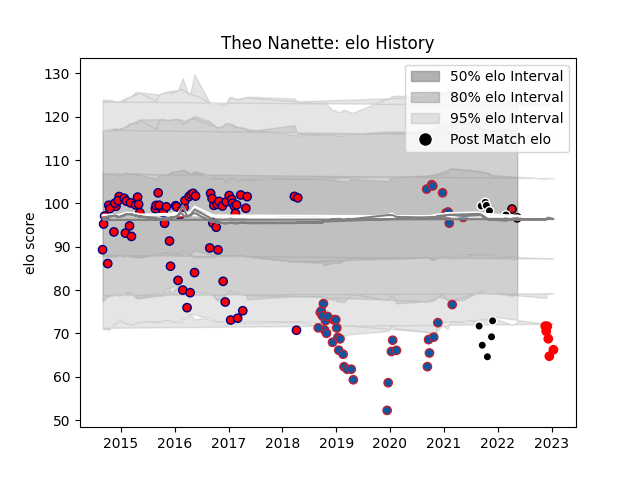 Theo Nanette: elo History
50% elo Interval
80% elo Interval
95% elo Interval
Post Match elo
elo score
130
120
110
100
90
80
70
60
50
2015 2016 2017 2018 2019 2020 2021 2022 2023